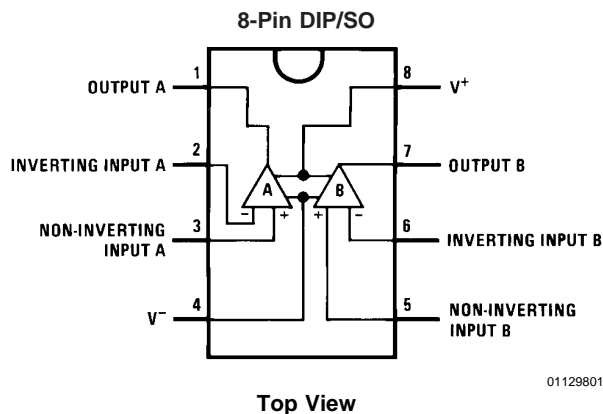 8-Pin DIP/SO
1
OUTPUT A
8
V+
2
INVERTING INPUT A
7
OUTPUT B
A
B
- +
+ -
3
NON-INVERTING
INPUT A
6
INVERTING INPUT B
4
V−
5
NON-INVERTING
INPUT B
01129801
Top View